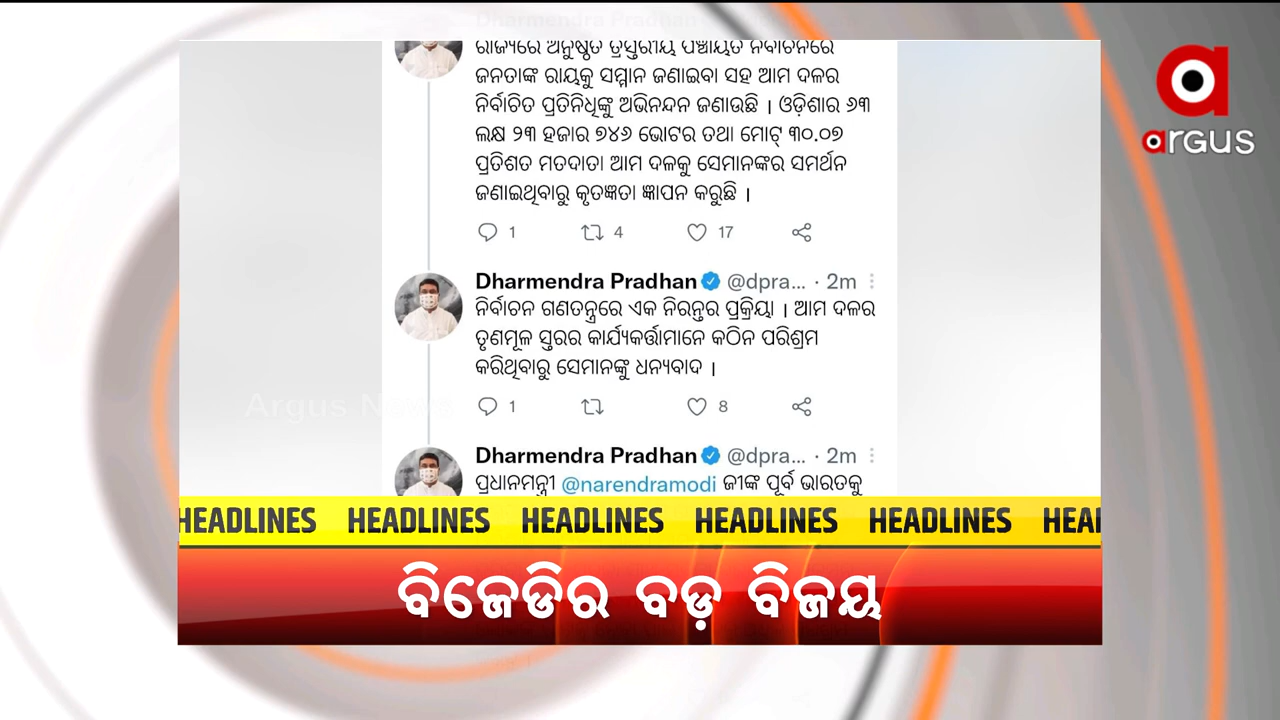 ରାଜ୍ୟରେ ଅନୁଷ୍ଠିତ ତ୍ରିସ୍ତରୀୟ ପଞ୍ଚାୟତ ନିର୍ବାଚନରେ
ଜନତାଙ୍କ ରାୟକୁ ସମ୍ମାନ ଜଣାଇବା ସହ ଆମ ଦଳର
ନିର୍ବାଚିତ ପ୍ରତିନିଧିଙ୍କୁ ଅଭିନନ୍ଦନ ଜଣାଉଛି । ଓଡ଼ିଶାର ୬୩
ଲକ୍ଷ ୨୩ ହଜାର ୭୪୬ ଭୋଟର ତଥା ମୋଟ୍ ୩୦.୦୭
ପ୍ରତିଶତ ମତଦାତା ଆମ ଦଳକୁ ସେମାନଙ୍କର ସମର୍ଥନ
ଜଣାଇଥିବାରୁ କୃତଜ୍ଞତା ଜ୍ଞାପନ କରୁଛି ।
1 4 17
Dharmendra Pradhan @dpra... · 2m
ନିର୍ବାଚନ ଗଣତନ୍ତ୍ରରେ ଏକ ନିରନ୍ତର ପ୍ରକ୍ରିୟା । ଆମ ଦଳର
ତୃଣମୂଳ ସ୍ତରର କାର୍ଯ୍ୟକର୍ତ୍ତାମାନେ କଠିନ ପରିଶ୍ରମ
କରିଥିବାରୁ ସେମାନଙ୍କୁ ଧନ୍ୟବାଦ ।
1 8
Dharmendra Pradhan @dpra... · 2m
ପ୍ରଧାନମନ୍ତ୍ରୀ @narendramodi ଜୀଙ୍କ ପୂର୍ବ ଭାରତକୁ
Argus News
argus
HEADLINES HEADLINES HEADLINES HEADLINES HEADLINES HEA
ବିଜେଡିର ବଡ଼ ବିଜୟ